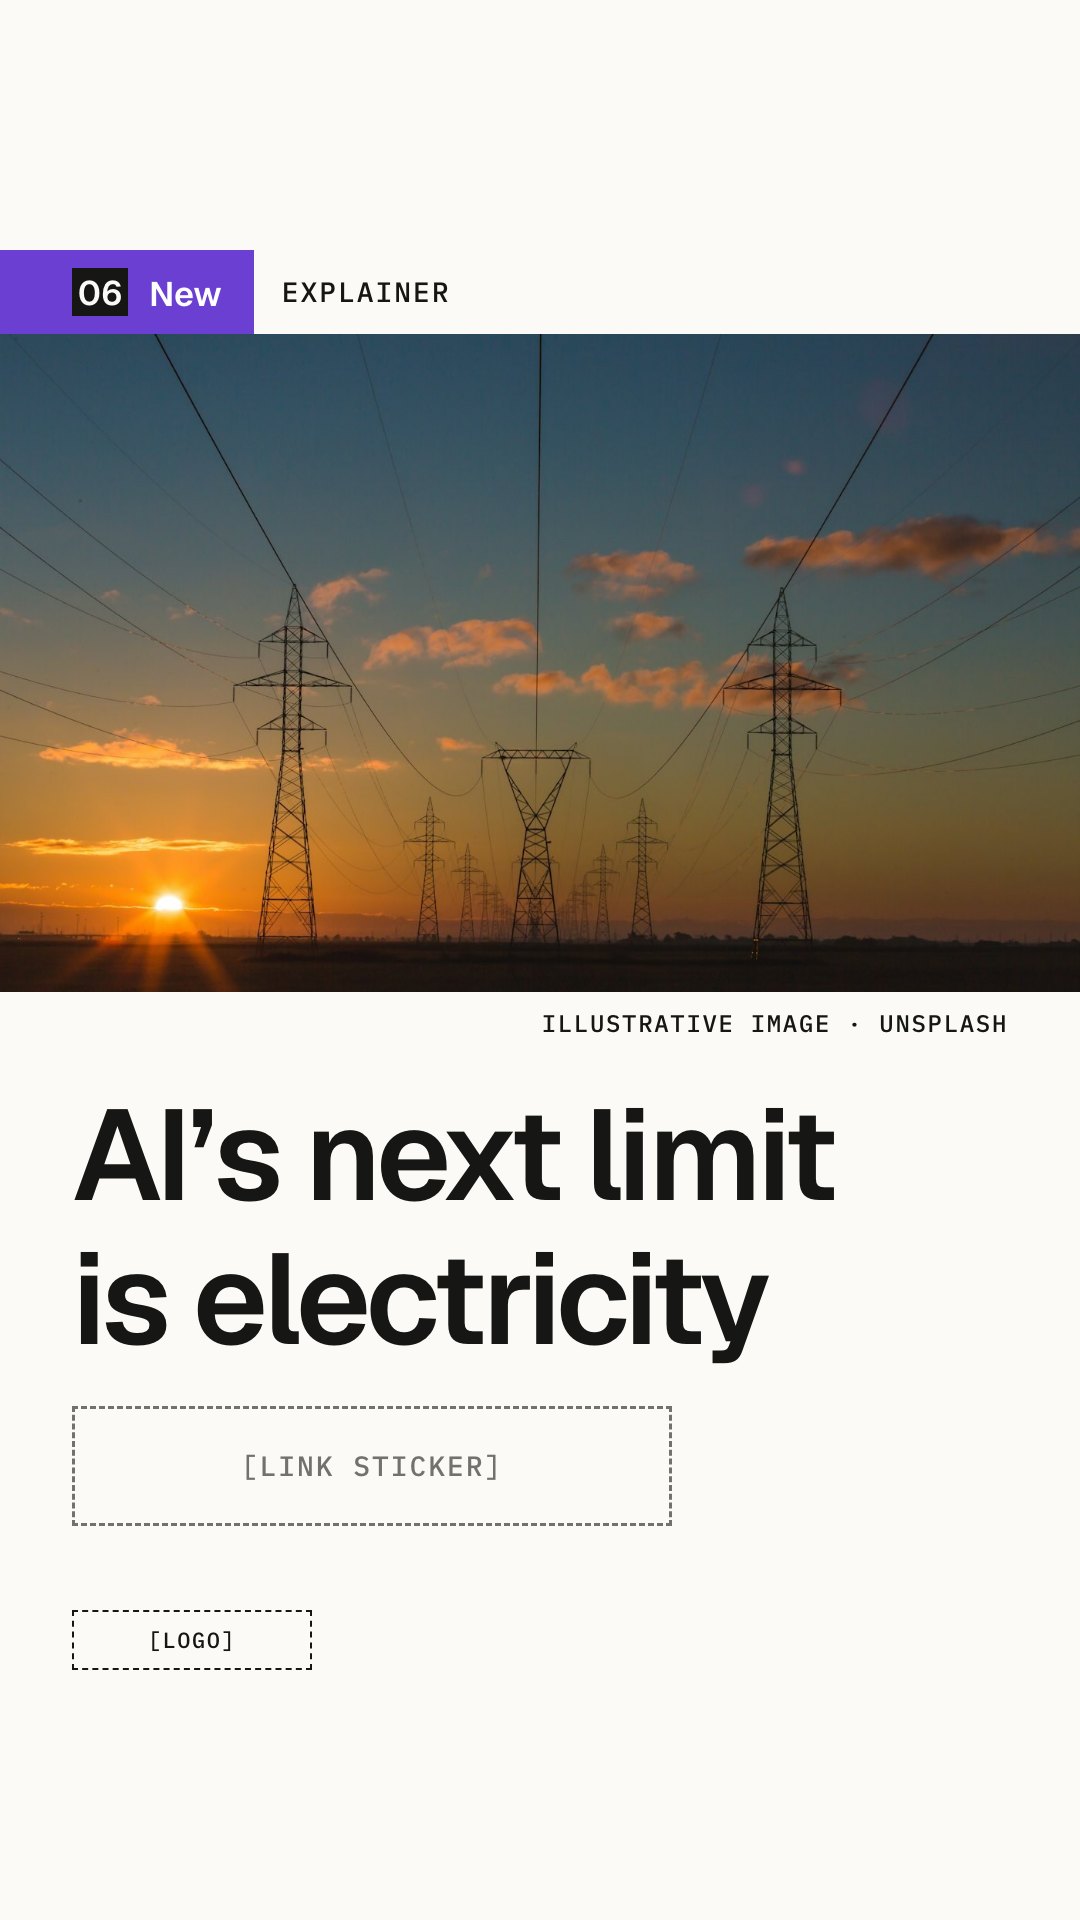 06 New EXPLAINER
ILLUSTRATIVE IMAGE · UNSPLASH
AI’s next limit
is electricity
[LINK STICKER]
[LOGO]